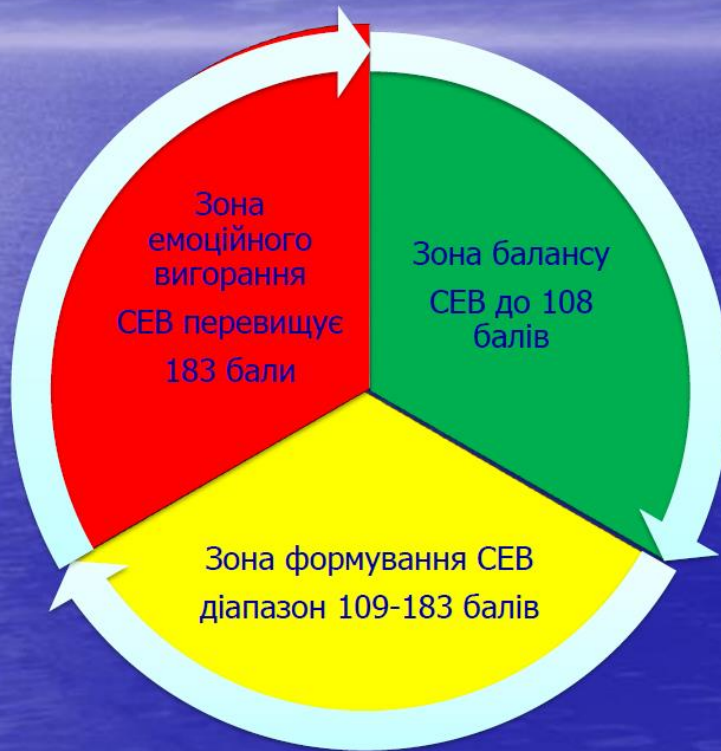 Зона
емоційного
вигорання
СЕВ перевищує
183 бали
Зона балансу
СЕВ до 108
балів
Зона формування СЕВ
діапазон 109-183 балів